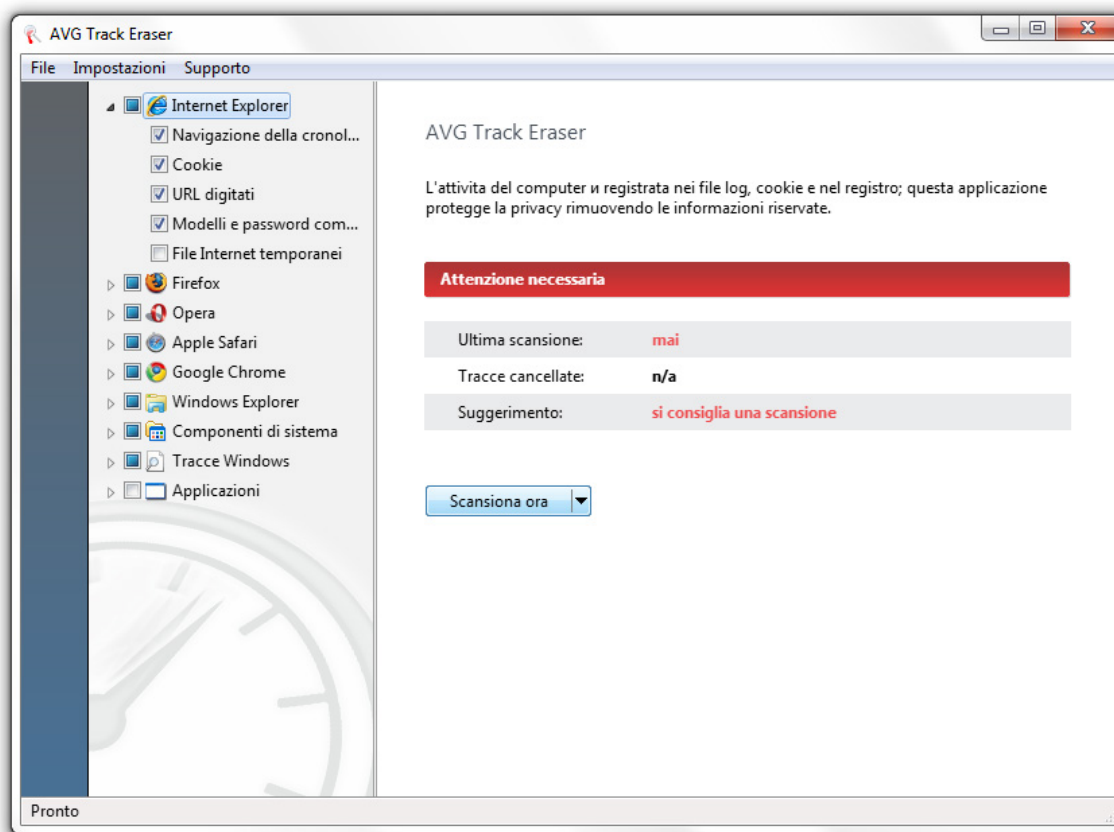 AVG Track Eraser
File Impostazioni Supporto
Internet Explorer
Navigazione della cronol...
Cookie
URL digitati
Modelli e password com...
File Internet temporanei
Firefox
Opera
Apple Safari
Google Chrome
Windows Explorer
Componenti di sistema
Tracce Windows
Applicazioni
AVG Track Eraser
L'attivita del computer и registrata nei file log, cookie e nel registro; questa applicazione
protegge la privacy rimuovendo le informazioni riservate.
Attenzione necessaria
Ultima scansione: mai
Tracce cancellate: n/a
Suggerimento: si consiglia una scansione
Scansiona ora
Pronto